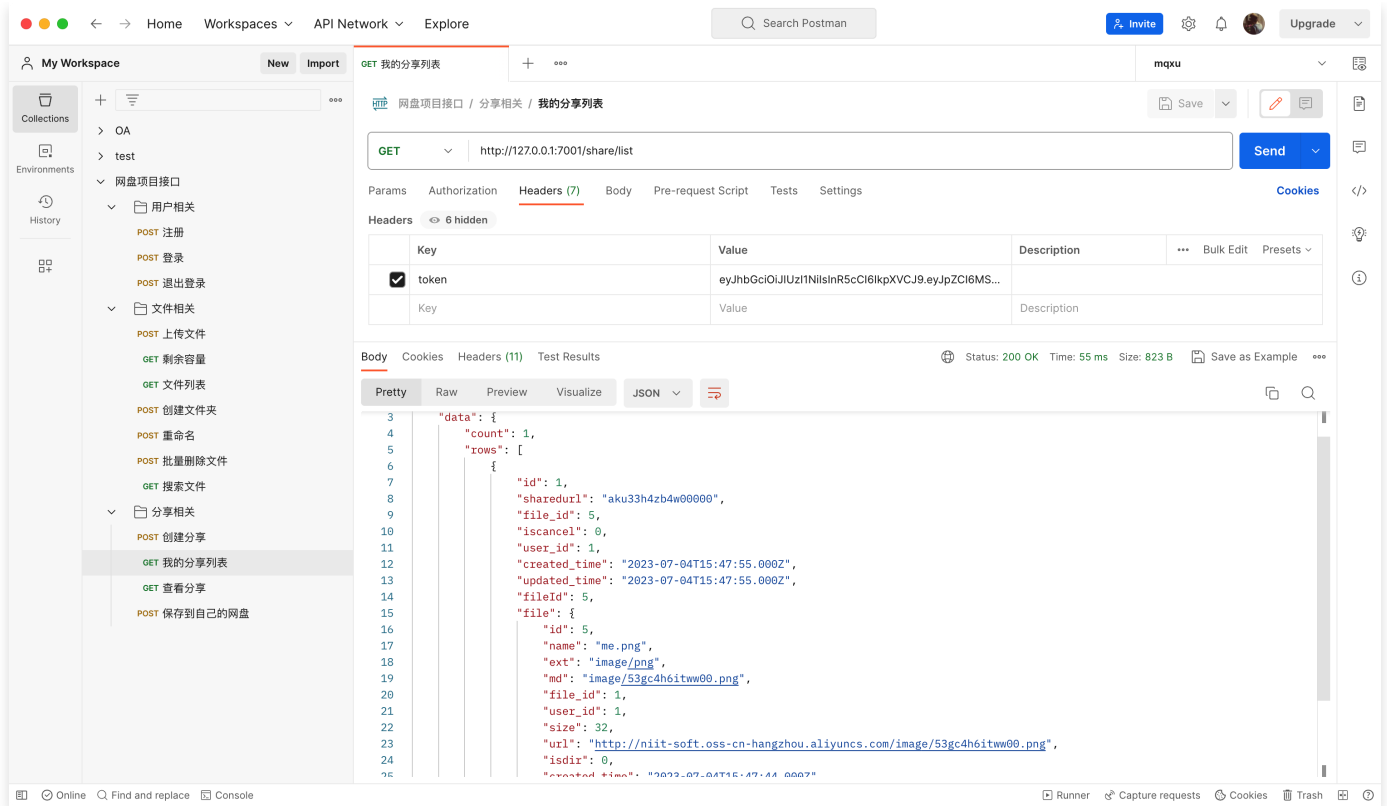 Home Workspaces API Network Explore Search Postman Invite Upgrade
My Workspace New Import GET 我的分享列表 mqxu
Collections
Environments
History
OA
test
网盘项目接口
用户相关
POST 注册
POST 登录
POST 退出登录
文件相关
POST 上传文件
GET 剩余容量
GET 文件列表
POST 创建文件夹
POST 重命名
POST 批量删除文件
GET 搜索文件
分享相关
POST 创建分享
GET 我的分享列表
GET 查看分享
POST 保存到自己的网盘
HTTP 网盘项目接口 / 分享相关 / 我的分享列表 Save
GET http://127.0.0.1:7001/share/list Send
Params Authorization Headers (7) Body Pre-request Script Tests Settings Cookies
Headers 6 hidden
Key Value Description Bulk Edit Presets
token eyJhbGciOiJIUzI1NiIsInR5cCI6IkpXVCJ9.eyJpZCI6MS...
Key Value Description
Body Cookies Headers (11) Test Results Status: 200 OK Time: 55 ms Size: 823 B Save as Example
Pretty Raw Preview Visualize JSON
3 "data": {
4 "count": 1,
5 "rows": [
6 {
7 "id": 1,
8 "sharedurl": "aku33h4zb4w00000",
9 "file_id": 5,
10 "iscancel": 0,
11 "user_id": 1,
12 "created_time": "2023-07-04T15:47:55.000Z",
13 "updated_time": "2023-07-04T15:47:55.000Z",
14 "fileId": 5,
15 "file": {
16 "id": 5,
17 "name": "me.png",
18 "ext": "image/png",
19 "md": "image/53gc4h6itww00.png",
20 "file_id": 1,
21 "user_id": 1,
22 "size": 32,
23 "url": "http://niit-soft.oss-cn-hangzhou.aliyuncs.com/image/53gc4h6itww00.png",
24 "isdir": 0,
25 "created_time": "2023-07-04T15:47:44.000Z"
Online Find and replace Console Runner Capture requests Cookies Trash